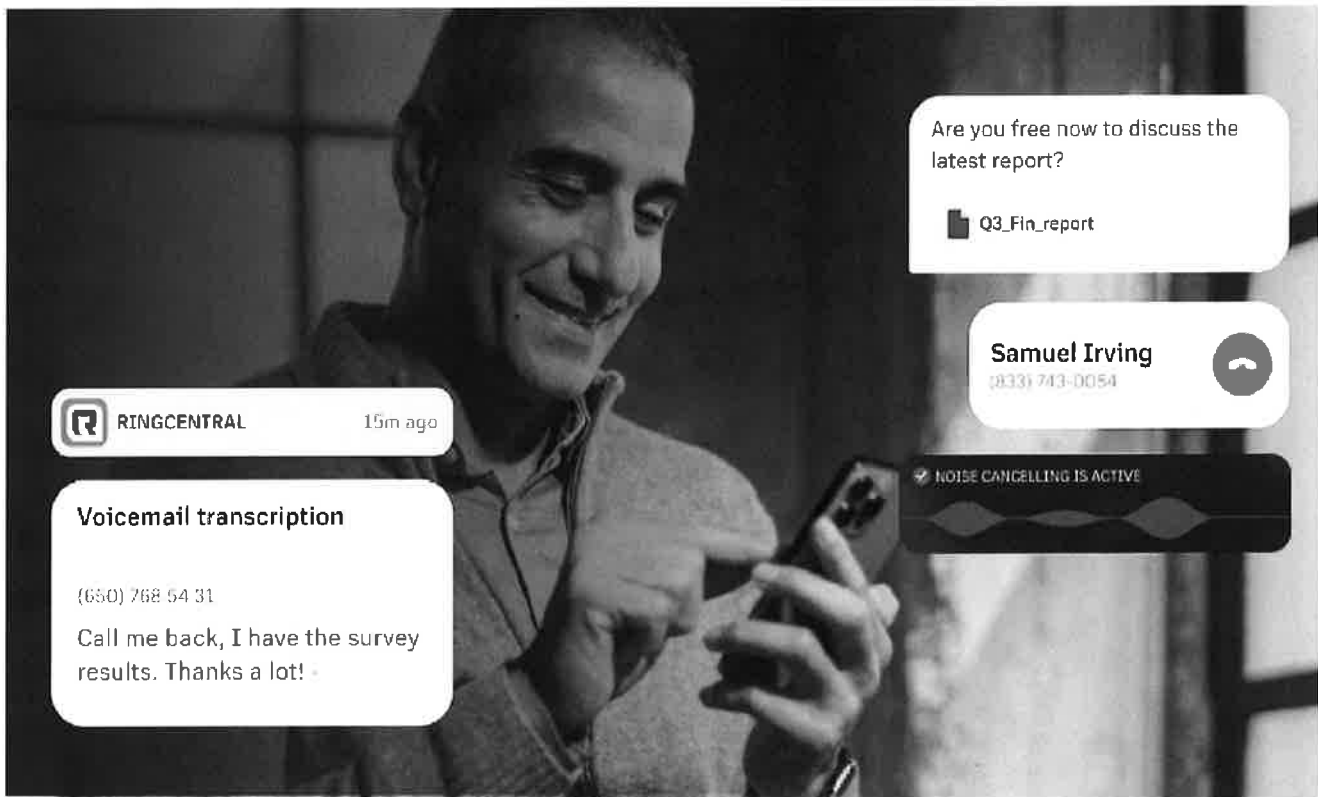 Are you free now to discuss the
latest report?
Q3_Fin_report
Samuel Irving
(833) 743-0054
RINGCENTRAL
15m ago
NOISE CANCELLING IS ACTIVE
Voicemail transcription
(650) 768 54 31
Call me back, I have the survey
results. Thanks a lot!